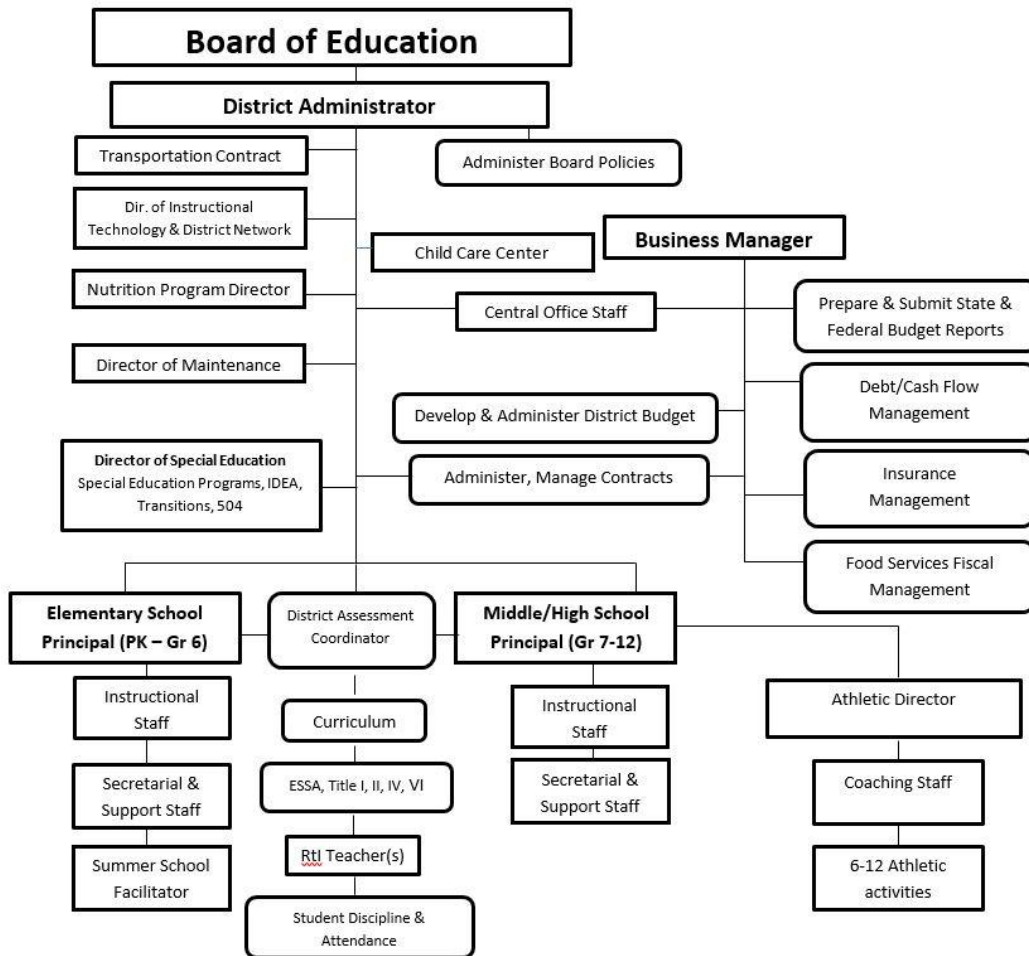 Board of Education
District Administrator
Transportation Contract
Administer Board Policies
Dir. of Instructional
Technology & District Network
Child Care Center
Business Manager
Nutrition Program Director
Central Office Staff
Prepare & Submit State &
Federal Budget Reports
Director of Maintenance
Debt/Cash Flow
Management
Develop & Administer District Budget
Director of Special Education
Special Education Programs, IDEA,
Transitions, 504
Administer, Manage Contracts
Insurance
Management
Food Services Fiscal
Management
Elementary School
Principal (PK – Gr 6)
District Assessment
Coordinator
Middle/High School
Principal (Gr 7-12)
Instructional
Staff
Curriculum
Instructional
Staff
Athletic Director
Secretarial &
Support Staff
ESSA, Title I, II, IV, VI
Secretarial &
Support Staff
Coaching Staff
Summer School
Facilitator
RtI Teacher(s)
6-12 Athletic
activities
Student Discipline &
Attendance